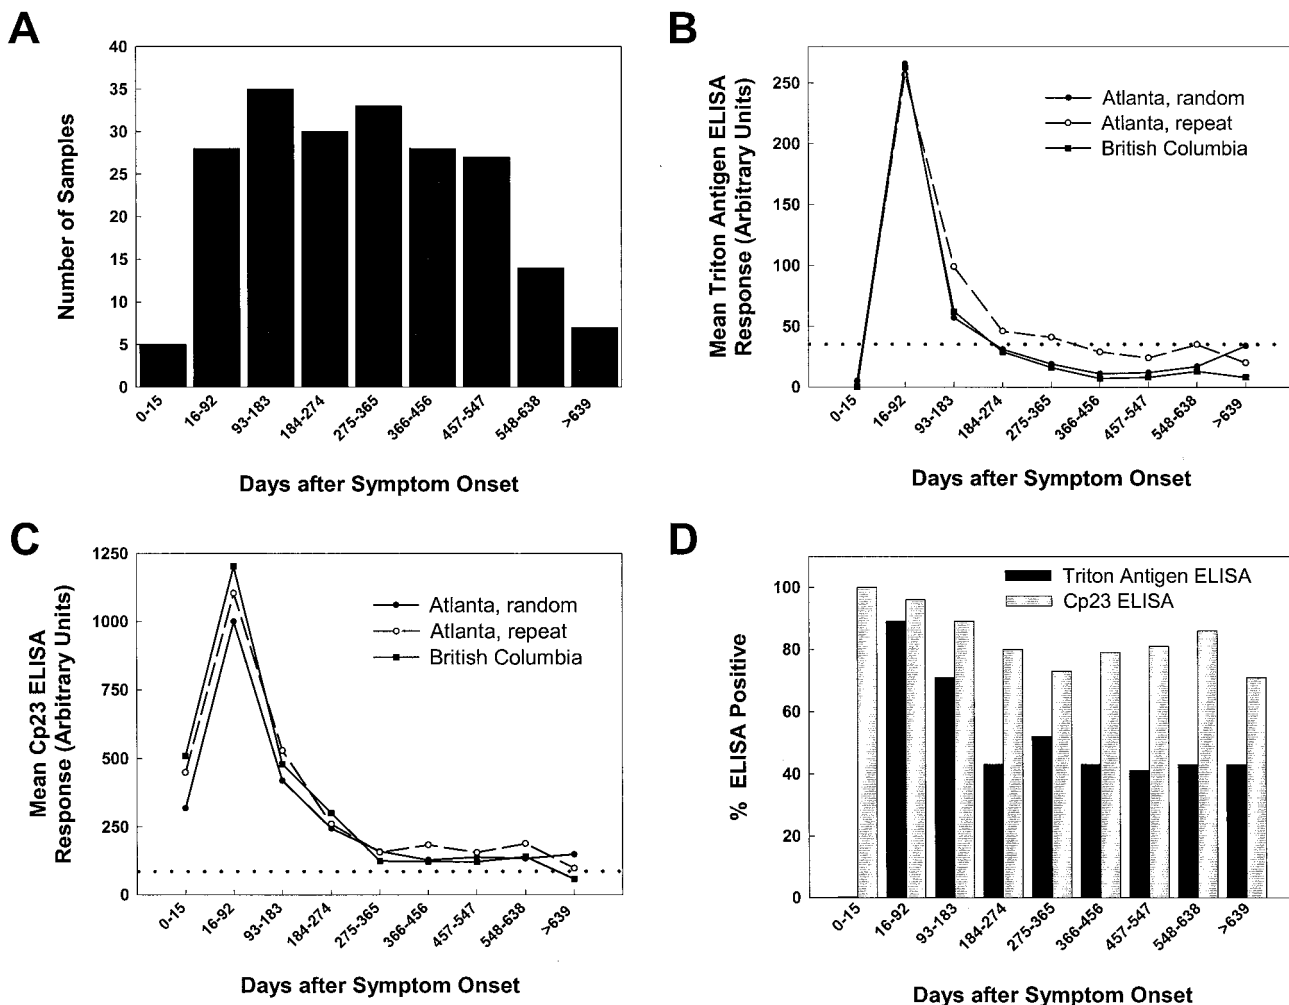 A
40
35
30
25
20
15
10
5
0
Number of Samples
0-15
16-92
93-183
184-274
275-365
366-456
457-547
548-638
>639
Days after Symptom Onset
B
250
200
150
100
50
0
Mean Triton Antigen ELISA
Response (Arbitrary Units)
Atlanta, random
Atlanta, repeat
British Columbia
0-15
16-92
93-183
184-274
275-365
366-456
457-547
548-638
>639
Days after Symptom Onset
C
1250
1000
750
500
250
0
Mean Cp23 ELISA
Response (Arbitrary Units)
Atlanta, random
Atlanta, repeat
British Columbia
0-15
16-92
93-183
184-274
275-365
366-456
457-547
548-638
>639
Days after Symptom Onset
D
100
80
60
40
20
0
% ELISA Positive
Triton Antigen ELISA
Cp23 ELISA
0-15
16-92
93-183
184-274
275-365
366-456
457-547
548-638
>639
Days after Symptom Onset